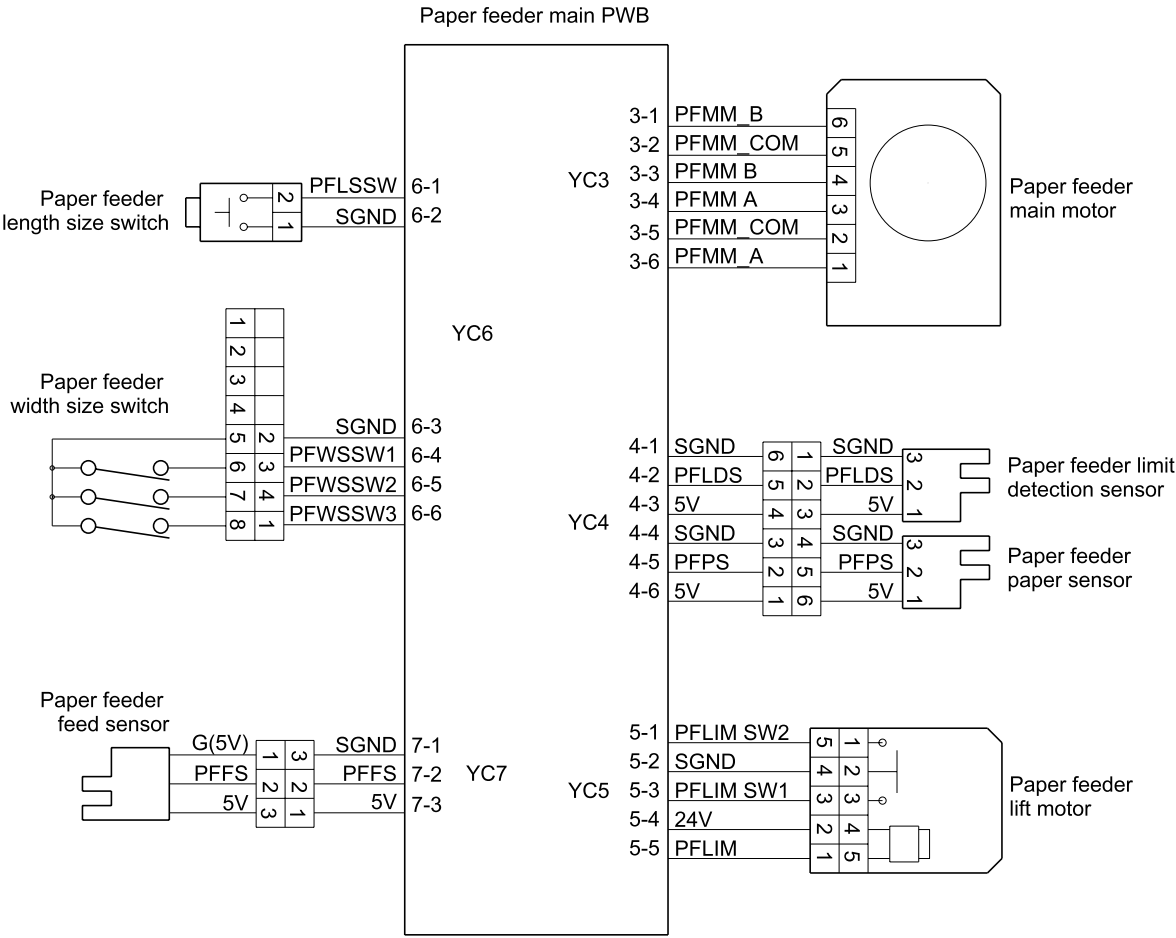 Paper feeder main PWB
Paper feeder
length size switch
2
1
PFLSSW
SGND
6-1
6-2
YC6
Paper feeder
width size switch
1
2
3
4
5 2
6 3
7 4
8 1
SGND
PFWSSW1
PFWSSW2
PFWSSW3
6-3
6-4
6-5
6-6
Paper feeder
feed sensor
G(5V) 1 3 SGND 7-1
PFFS 2 2 PFFS 7-2
5V 3 1 5V 7-3
YC7
YC3
3-1 PFMM_B 6
3-2 PFMM_COM 5
3-3 PFMM B 4
3-4 PFMM A 3
3-5 PFMM_COM 2
3-6 PFMM_A 1
Paper feeder
main motor
YC4
4-1 SGND 6 1 SGND 3
4-2 PFLDS 5 2 PFLDS 2
4-3 5V 4 3 5V 1
4-4 SGND 3 4 SGND 3
4-5 PFPS 2 5 PFPS 2
4-6 5V 1 6 5V 1
Paper feeder limit
detection sensor
Paper feeder
paper sensor
YC5
5-1 PFLIM SW2 5 1
5-2 SGND 4 2
5-3 PFLIM SW1 3 3
5-4 24V 2 4
5-5 PFLIM 1 5
Paper feeder
lift motor